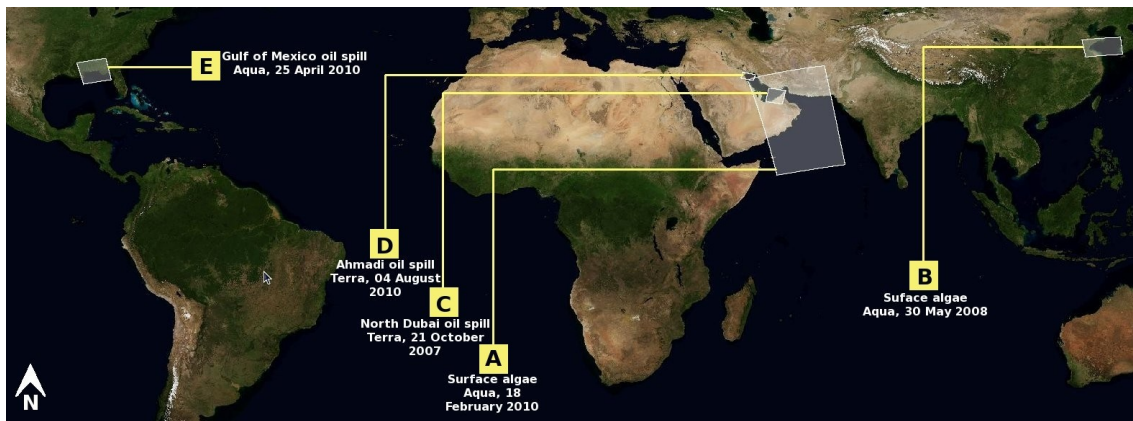 E
Gulf of Mexico oil spill
Aqua, 25 April 2010
D
Ahmadi oil spill
Terra, 04 August
2010
C
North Dubai oil spill
Terra, 21 October
2007
A
Surface algae
Aqua, 18
February 2010
B
Suface algae
Aqua, 30 May 2008
N